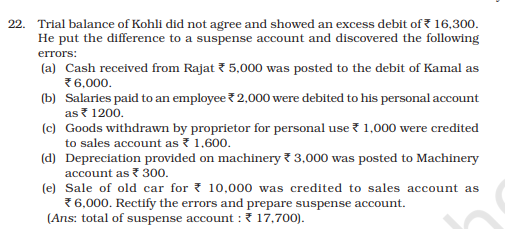 22. Trial balance of Kohli did not agree and showed an excess debit of ₹ 16,300.
He put the difference to a suspense account and discovered the following
errors:
(a) Cash received from Rajat ₹ 5,000 was posted to the debit of Kamal as
₹ 6,000.
(b) Salaries paid to an employee ₹ 2,000 were debited to his personal account
as ₹ 1200.
(c) Goods withdrawn by proprietor for personal use ₹ 1,000 were credited
to sales account as ₹ 1,600.
(d) Depreciation provided on machinery ₹ 3,000 was posted to Machinery
account as ₹ 300.
(e) Sale of old car for ₹ 10,000 was credited to sales account as
₹ 6,000. Rectify the errors and prepare suspense account.
(Ans: total of suspense account : ₹ 17,700).